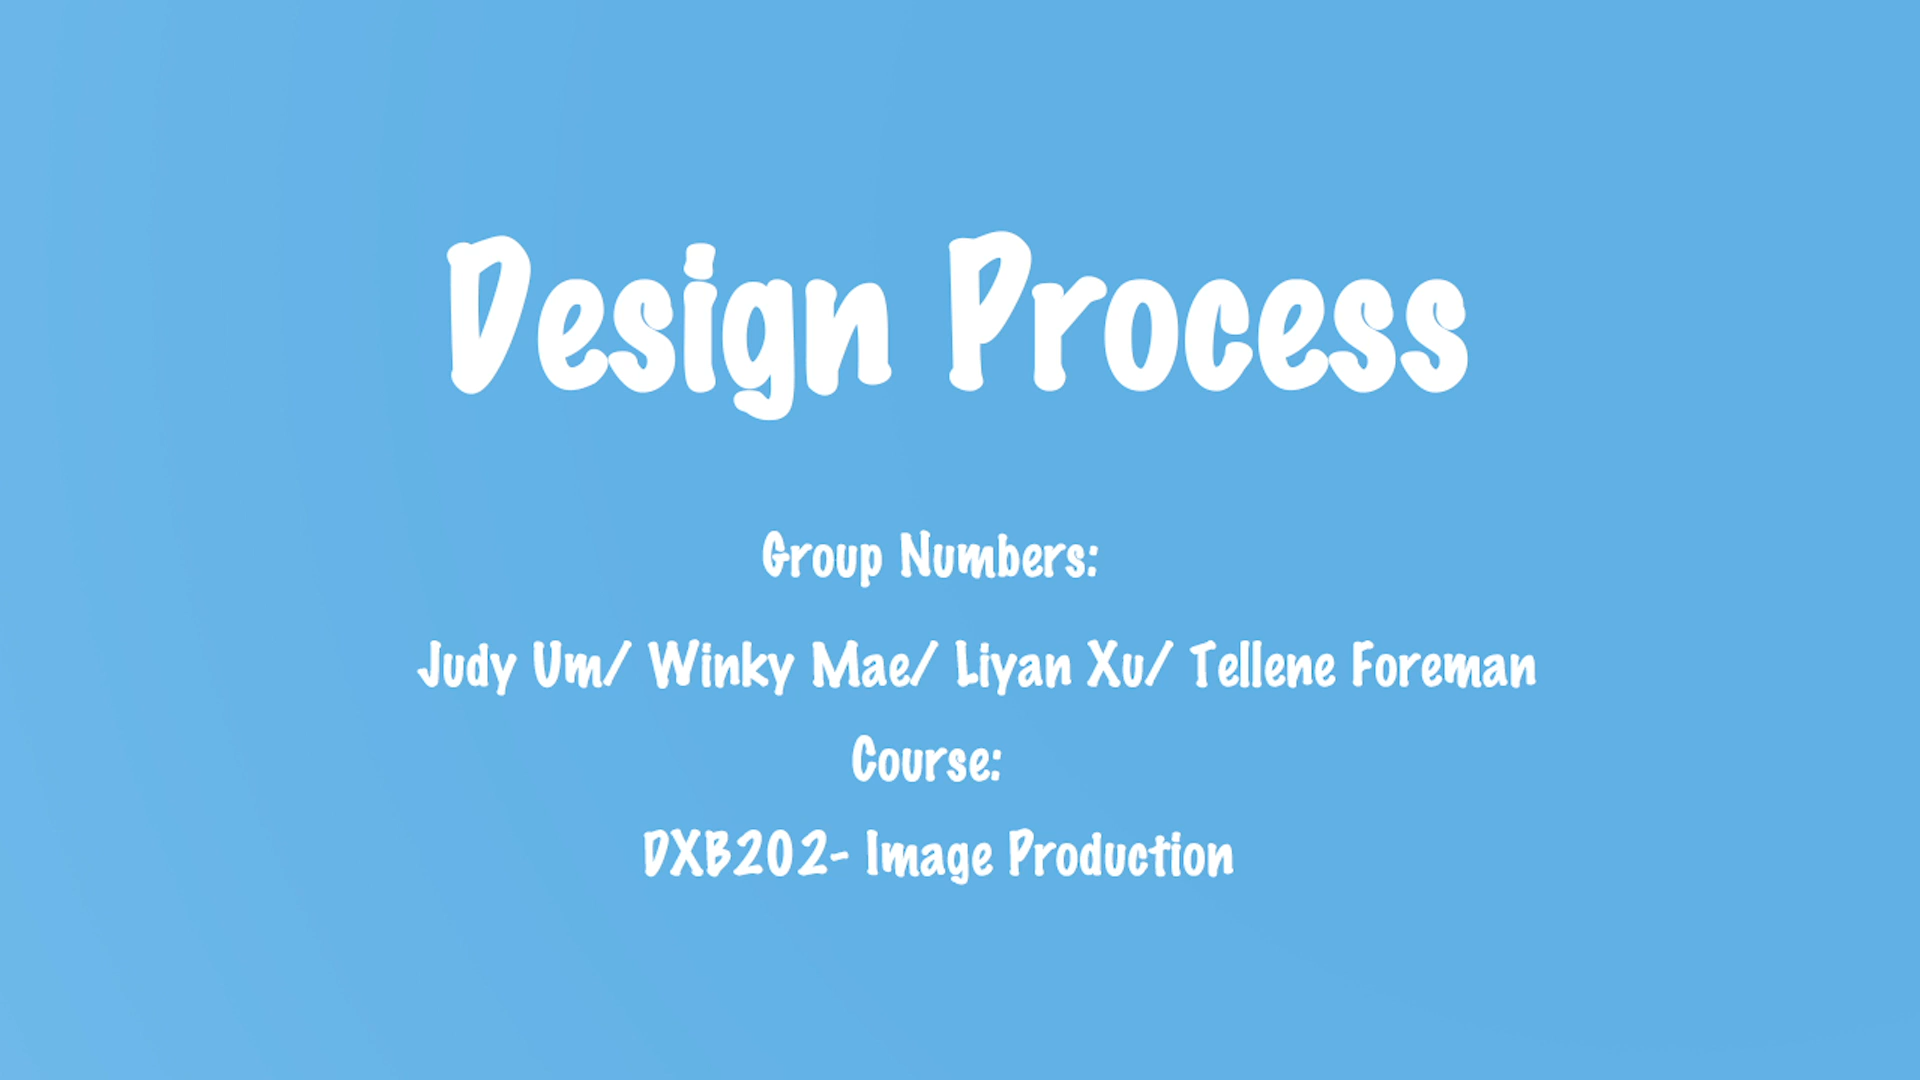 Design Process
Group Numbers:
Judy Um/ Winky Mae/ Liyan Xu/ Tellene Foreman
Course:
DXB202- Image Production